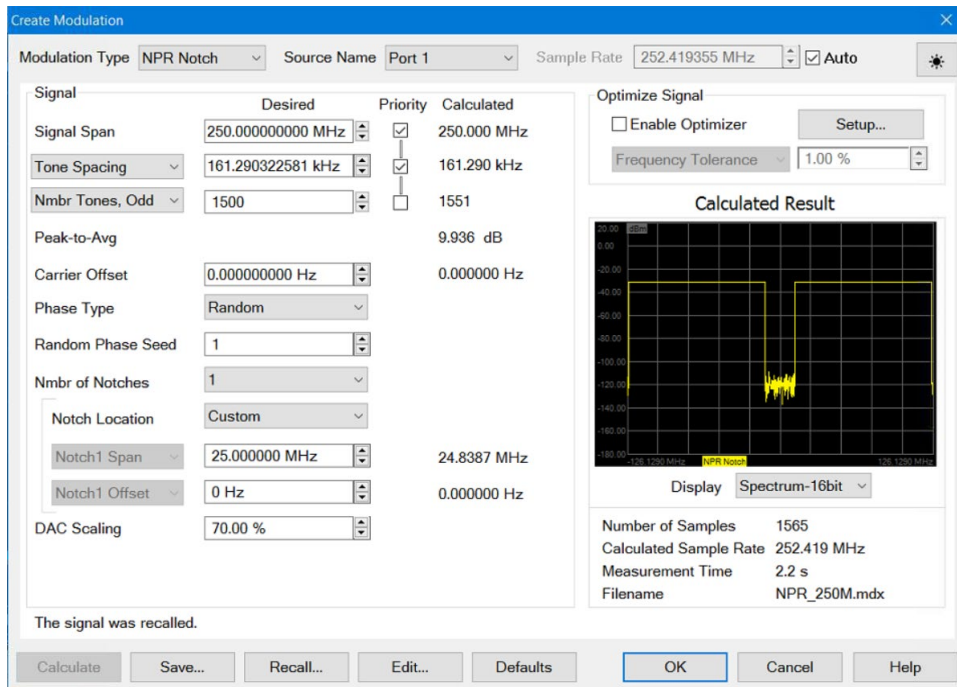 Create Modulation
Modulation Type NPR Notch Source Name Port 1 Sample Rate 252.419355 MHz Auto
Signal
Desired Priority Calculated
Signal Span 250.000000000 MHz 250.000 MHz
Tone Spacing 161.290322581 kHz 161.290 kHz
Nmbr Tones, Odd 1500 1551
Peak-to-Avg 9.936 dB
Carrier Offset 0.000000000 Hz 0.000000 Hz
Phase Type Random
Random Phase Seed 1
Nmbr of Notches 1
Notch Location Custom
Notch1 Span 25.000000 MHz 24.8387 MHz
Notch1 Offset 0 Hz 0.000000 Hz
DAC Scaling 70.00 %
The signal was recalled.
Optimize Signal
Enable Optimizer Setup...
Frequency Tolerance 1.00 %
Calculated Result
20.00 dBm
0.00
-20.00
-40.00
-60.00
-80.00
-100.00
-120.00
-140.00
-160.00
-180.00
-126.1290 MHz NPR Notch 126.1290 MHz
Display Spectrum-16bit
Number of Samples 1565
Calculated Sample Rate 252.419 MHz
Measurement Time 2.2 s
Filename NPR_250M.mdx
Calculate Save... Recall... Edit... Defaults OK Cancel Help